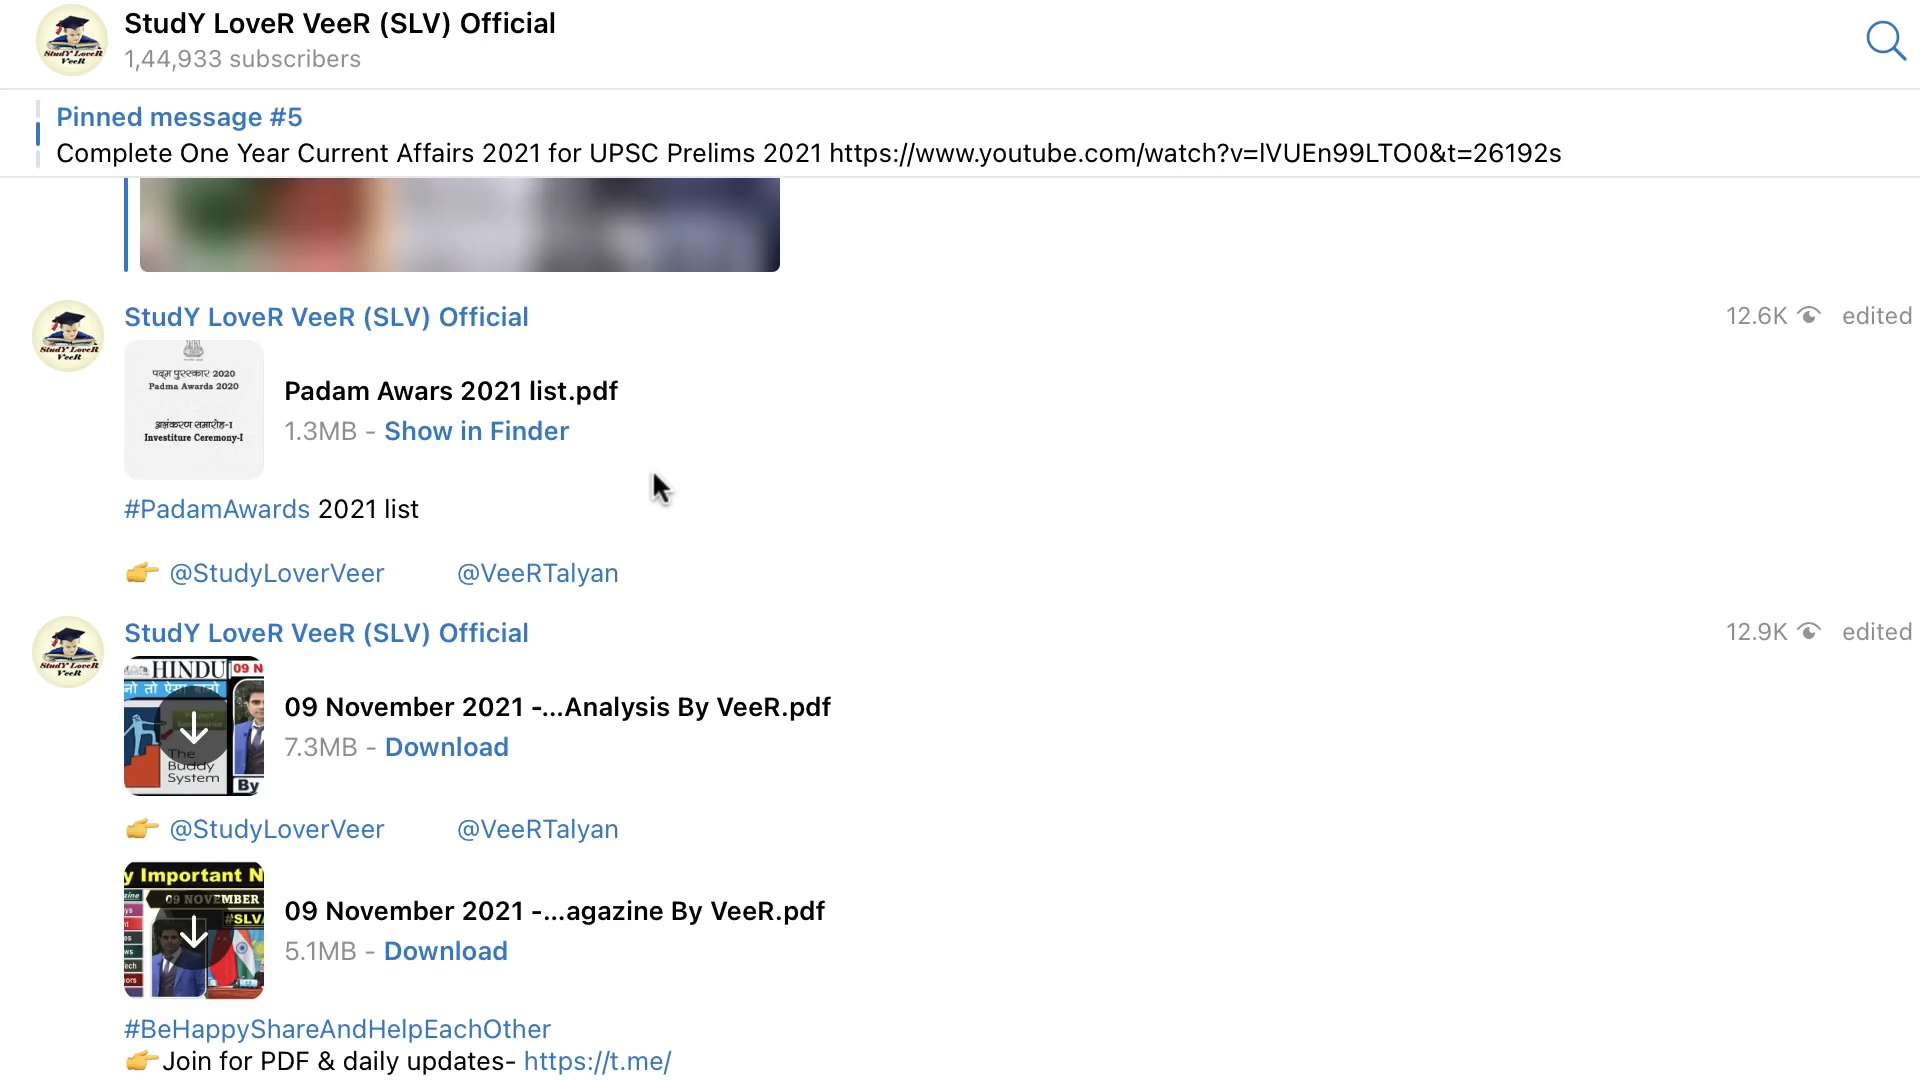 StudY LoveR VeeR (SLV) Official
1,44,933 subscribers
Pinned message #5
Complete One Year Current Affairs 2021 for UPSC Prelims 2021 https://www.youtube.com/watch?v=lVUEn99LTO0&t=26192s
StudY LoveR VeeR (SLV) Official
12.6K edited
पद्म पुरस्कार 2020
Padma Awards 2020
अलंकरण समारोह-I
Investiture Ceremony-I
Padam Awars 2021 list.pdf
1.3MB - Show in Finder
#PadamAwards 2021 list
👉 @StudyLoverVeer @VeeRTalyan
StudY LoveR VeeR (SLV) Official
12.9K edited
HINDU 09 N
The
Buddy
System
By
09 November 2021 -...Analysis By VeeR.pdf
7.3MB - Download
👉 @StudyLoverVeer @VeeRTalyan
y Important N
09 NOVEMBER
#SLV
09 November 2021 -...agazine By VeeR.pdf
5.1MB - Download
#BeHappyShareAndHelpEachOther
👉Join for PDF & daily updates- https://t.me/